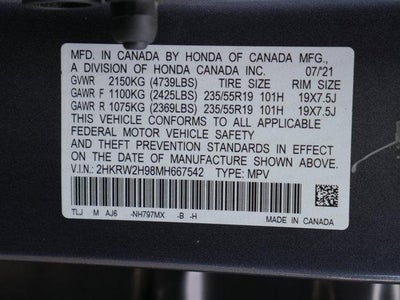 MFD. IN CANADA BY HONDA OF CANADA MFG.,
A DIVISION OF HONDA CANADA INC. 07/'21
GVWR 2150KG (4739LBS) TIRE SIZE RIM SIZE
GAWR F 1100KG (2425LBS) 235/55R19 101H 19X7.5J
GAWR R 1075KG (2369LBS) 235/55R19 101H 19X7.5J
THIS VEHICLE CONFORMS TO ALL APPLICABLE
FEDERAL MOTOR VEHICLE SAFETY
AND THEFT PREVENTION STANDARDS IN EFFECT
ON THE DATE OF MANUFACTURE SHOWN ABOVE.
V.I.N.: 2HKRW2H98MH667542 TYPE: MPV
TLJ M AJ6 -NH797MX -B -H
MADE IN CANADA